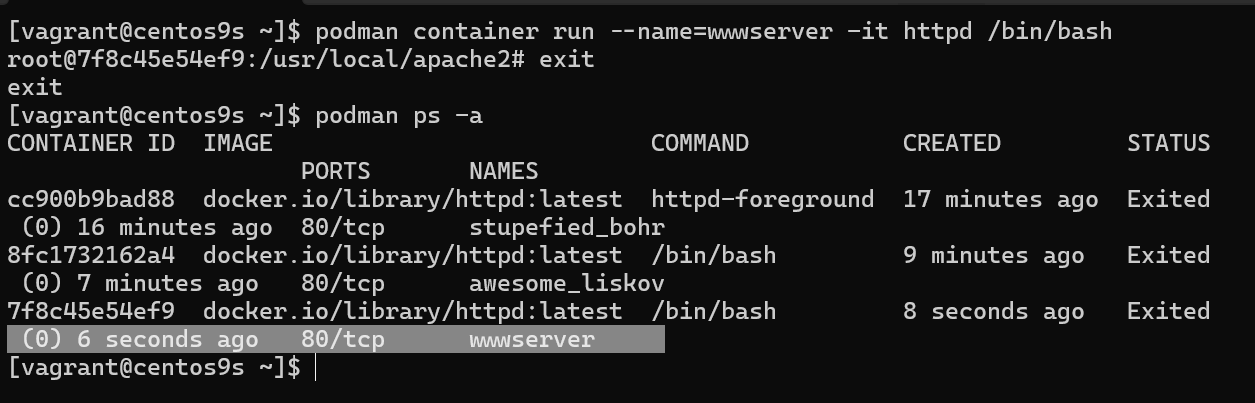 [vagrant@centos9s ~]$ podman container run --name=wwwserver -it httpd /bin/bash
root@7f8c45e54ef9:/usr/local/apache2# exit
exit
[vagrant@centos9s ~]$ podman ps -a
CONTAINER ID  IMAGE                           COMMAND           CREATED         STATUS
                     PORTS       NAMES
cc900b9bad88  docker.io/library/httpd:latest  httpd-foreground  17 minutes ago  Exited
 (0) 16 minutes ago  80/tcp      stupefied_bohr
8fc1732162a4  docker.io/library/httpd:latest  /bin/bash         9 minutes ago   Exited
 (0) 7 minutes ago   80/tcp      awesome_liskov
7f8c45e54ef9  docker.io/library/httpd:latest  /bin/bash         8 seconds ago   Exited
 (0) 6 seconds ago   80/tcp      wwwserver
[vagrant@centos9s ~]$